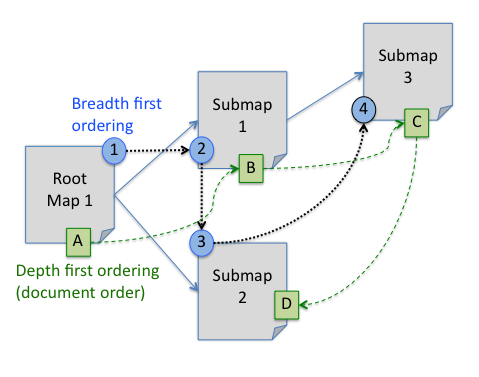 Submap
3
4
C
Breadth first
ordering
Submap
1
1
2
B
Root
Map 1
A
3
Depth first ordering
(document order)
Submap
2
D